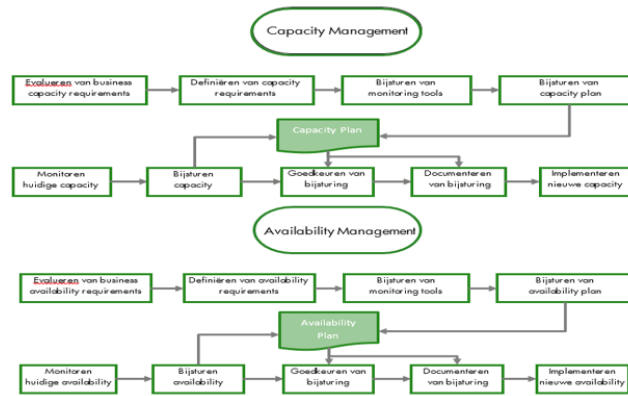 Capacity Management
Evalueren van business
capacity requirements
Definiëren van capacity
requirements
Bijsturen van
monitoring tools
Bijsturen van
capacity plan
Capacity Plan
Monitoren
huidige capacity
Bijsturen
capacity
Goedkeuren van
bijsturing
Documenteren
van bijsturing
Implementeren
nieuwe capacity
Availability Management
Evalueren van business
availability requirements
Definiëren van availability
requirements
Bijsturen van
monitoring tools
Bijsturen van
availability plan
Availability
Plan
Monitoren
huidige availability
Bijsturen
availability
Goedkeuren van
bijsturing
Documenteren
van bijsturing
Implementeren
nieuwe availability